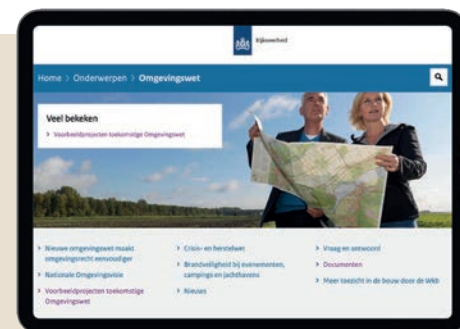 Rijksoverheid
Home > Onderwerpen > Omgevingswet
Veel bekeken
> Voorbeeldprojecten toekomstige Omgevingswet
> Nieuwe omgevingswet maakt
omgevingsrecht eenvoudiger
> Nationale Omgevingsvisie
> Voorbeeldprojecten toekomstige
Omgevingswet
> Crisis- en herstelwet
> Brandveiligheid bij evenementen,
campings en jachthavens
> Nieuws
> Vraag en antwoord
> Documenten
> Meer toezicht in de bouw door de Wkb